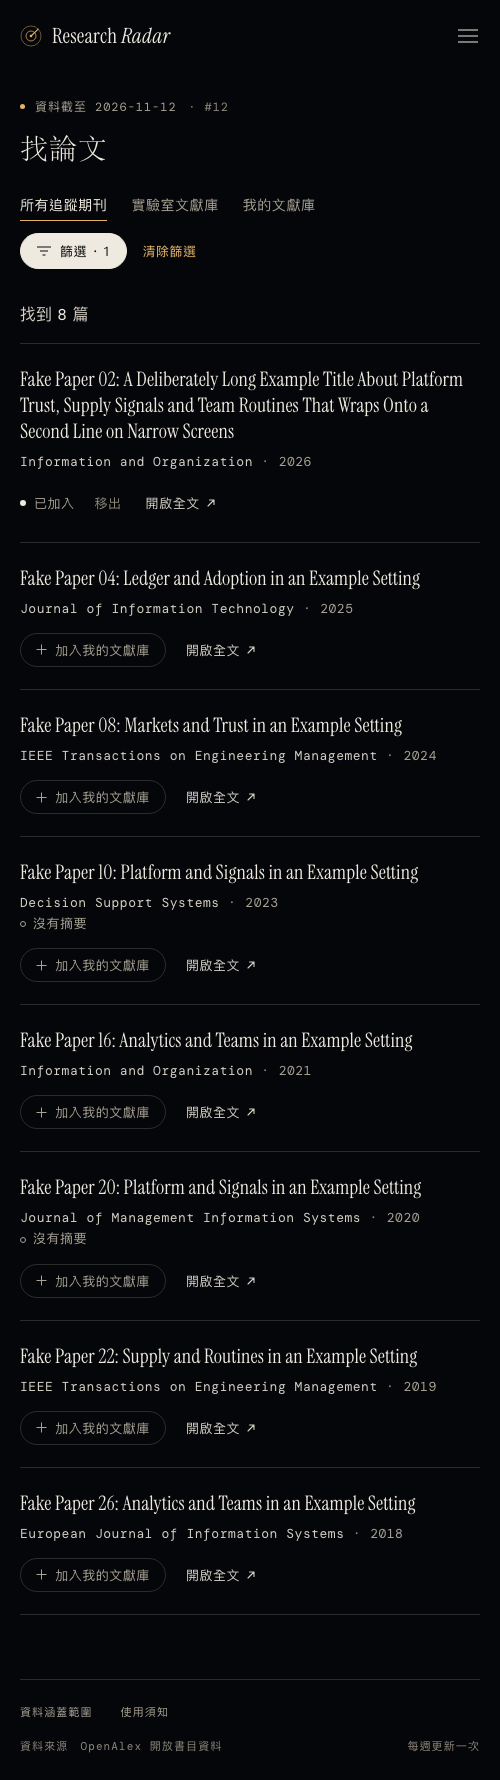 Research Radar
資料截至 2026-11-12 · #12
找論文
所有追蹤期刊 實驗室文獻庫 我的文獻庫
篩選 · 1 清除篩選
找到 8 篇
Fake Paper 02: A Deliberately Long Example Title About Platform
Trust, Supply Signals and Team Routines That Wraps Onto a
Second Line on Narrow Screens
Information and Organization · 2026
已加入 移出 開啟全文 ↗
Fake Paper 04: Ledger and Adoption in an Example Setting
Journal of Information Technology · 2025
+ 加入我的文獻庫 開啟全文 ↗
Fake Paper 08: Markets and Trust in an Example Setting
IEEE Transactions on Engineering Management · 2024
+ 加入我的文獻庫 開啟全文 ↗
Fake Paper 10: Platform and Signals in an Example Setting
Decision Support Systems · 2023
沒有摘要
+ 加入我的文獻庫 開啟全文 ↗
Fake Paper 16: Analytics and Teams in an Example Setting
Information and Organization · 2021
+ 加入我的文獻庫 開啟全文 ↗
Fake Paper 20: Platform and Signals in an Example Setting
Journal of Management Information Systems · 2020
沒有摘要
+ 加入我的文獻庫 開啟全文 ↗
Fake Paper 22: Supply and Routines in an Example Setting
IEEE Transactions on Engineering Management · 2019
+ 加入我的文獻庫 開啟全文 ↗
Fake Paper 26: Analytics and Teams in an Example Setting
European Journal of Information Systems · 2018
+ 加入我的文獻庫 開啟全文 ↗
資料涵蓋範圍 使用須知
資料來源 OpenAlex 開放書目資料 每週更新一次